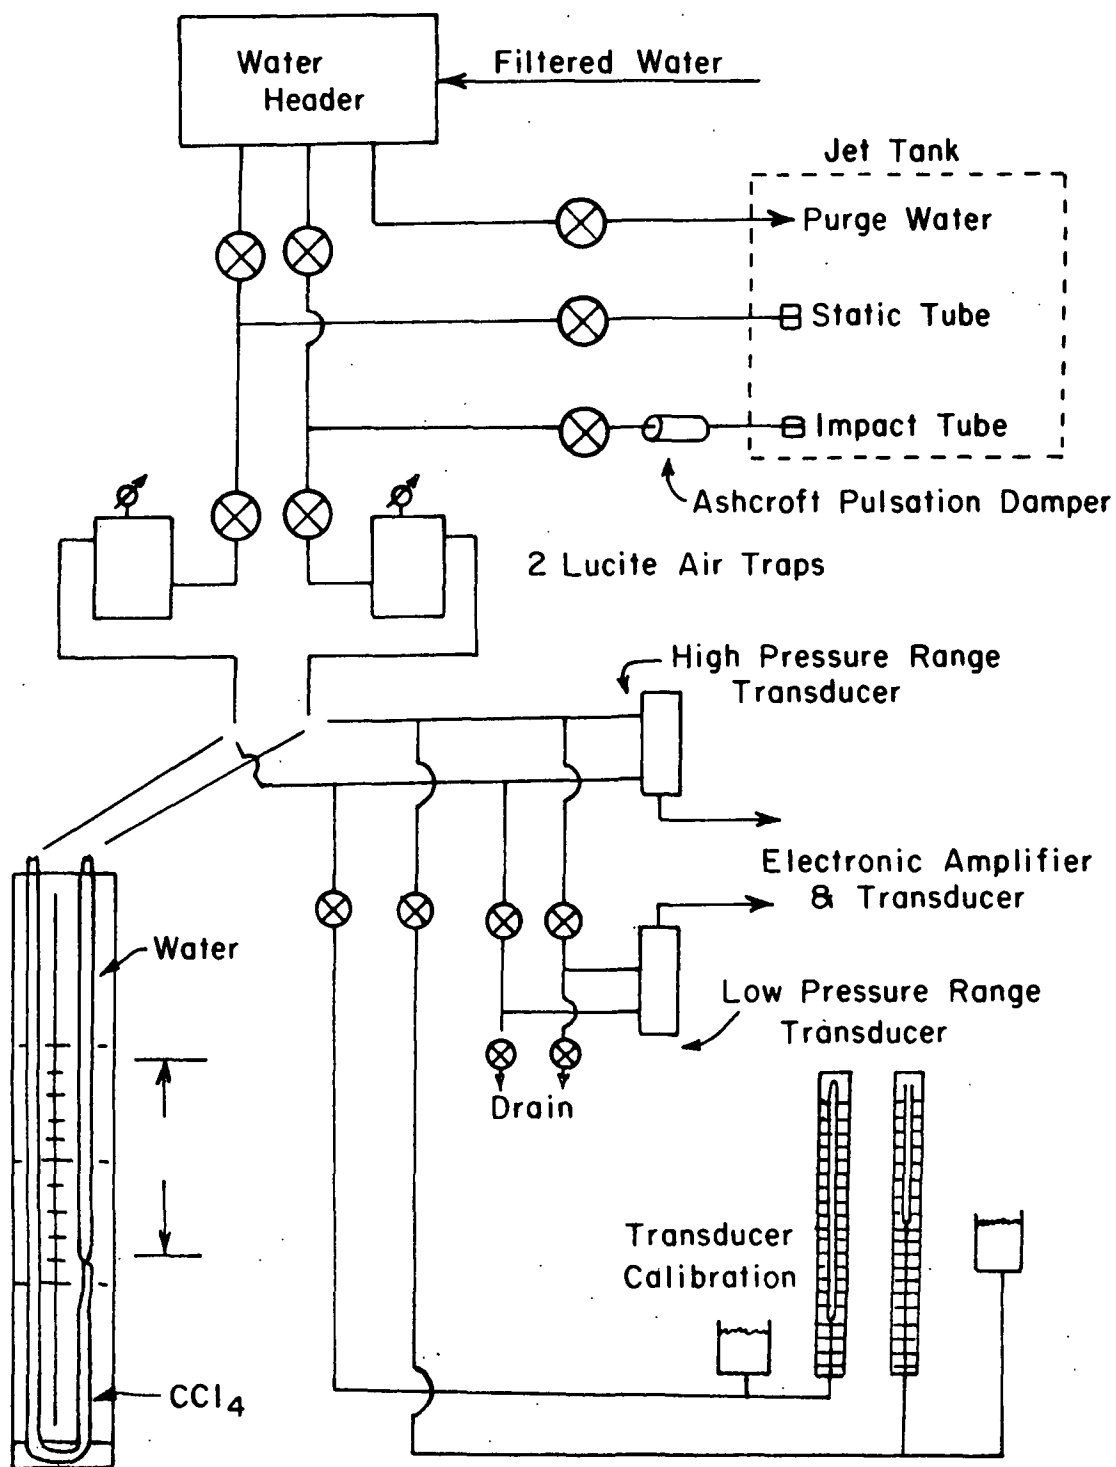 Water
Header
Filtered Water
Jet Tank
Purge Water
Static Tube
Impact Tube
Ashcroft Pulsation Damper
2 Lucite Air Traps
High Pressure Range
Transducer
Electronic Amplifier
& Transducer
Water
Low Pressure Range
Transducer
Drain
Transducer
Calibration
CCl4